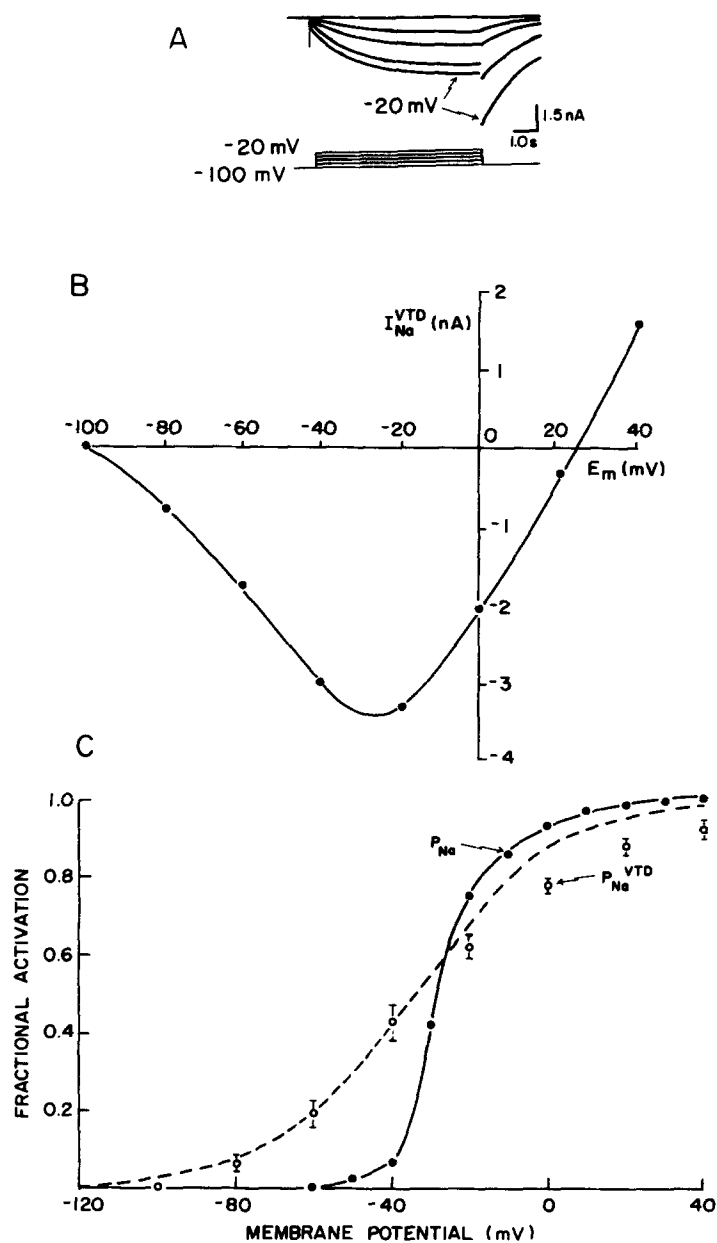 A
-20 mV
1.5 nA
1.0 s
-20 mV
-100 mV
B
2
I_Na^VTD (nA)
1
-100 -80 -60 -40 -20 0 20 40
E_m (mV)
-1
-2
-3
-4
C
1.0
P_Na
0.8
P_Na^VTD
0.6
0.4
0.2
FRACTIONAL ACTIVATION
-120 -80 -40 0 40
MEMBRANE POTENTIAL (mV)